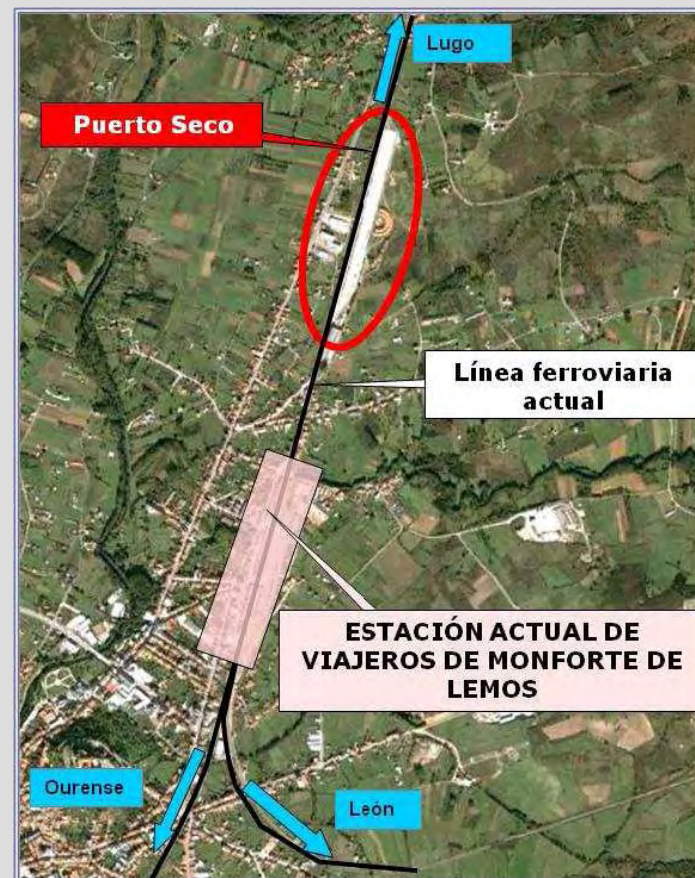 Lugo
Puerto Seco
Línea ferroviaria
actual
ESTACIÓN ACTUAL DE
VIAJEROS DE MONFORTE DE
LEMOS
Ourense
León